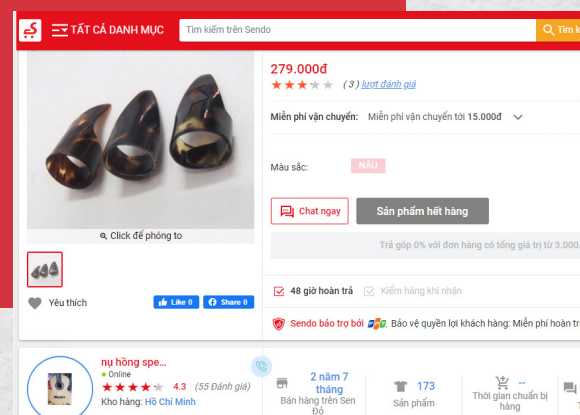 TẤT CẢ DANH MỤC
Tìm kiếm trên Sendo
Tìm k
279.000đ
(3) lượt đánh giá
Miễn phí vận chuyển: Miễn phí vận chuyển tới 15.000đ
Màu sắc: NÂU
Chat ngay
Sản phẩm hết hàng
Click để phóng to
Trả góp 0% với đơn hàng có tổng giá trị từ 3.000.
48 giờ hoàn trả
Kiểm hàng khi nhận
Yêu thích
Like 0
Share 0
Sendo bảo trợ bởi FPT. Bảo vệ quyền lợi khách hàng: Miễn phí hoàn tr
nụ hồng spe...
Online
4.3 (55 Đánh giá)
Kho hàng: Hồ Chí Minh
2 năm 7
tháng
Bán hàng trên Sen
Đỏ
173
Sản phẩm
--
Thời gian chuẩn bị
hàng